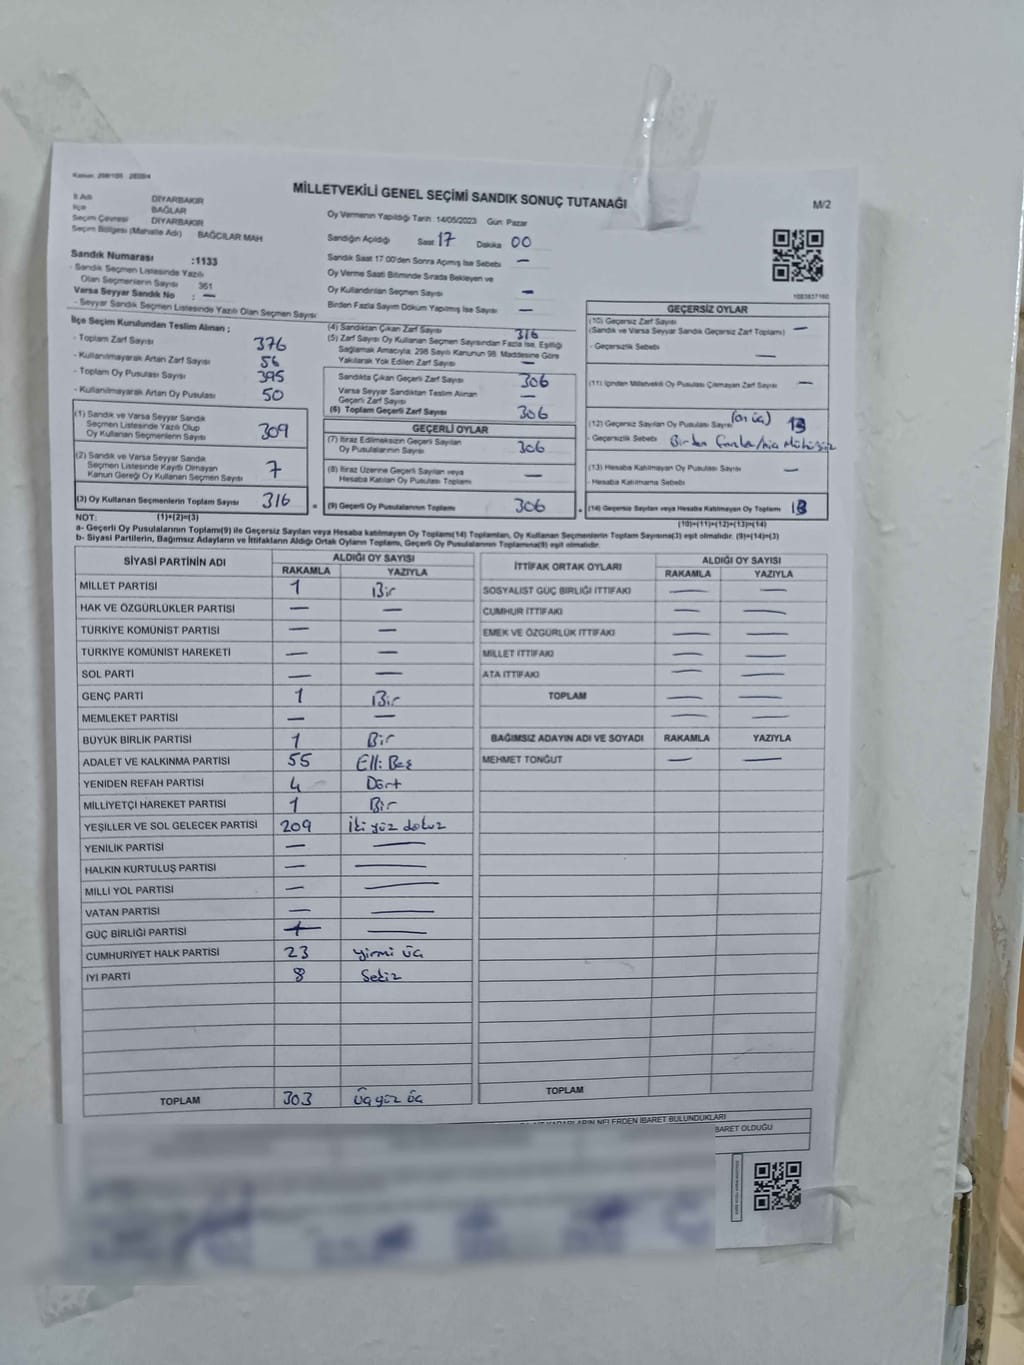 MİLLETVEKİLİ GENEL SEÇİMİ SANDIK SONUÇ TUTANAĞI
M/2
İl Adı DİYARBAKIR
İlçe BAĞLAR
Seçim Çevresi DİYARBAKIR
Seçim Bölgesi (Mahalle Adı) BAĞCILAR MAH
Sandık Numarası :1133
- Sandık Seçmen Listesinde Yazılı
Olan Seçmenlerin Sayısı 361
Varsa Seyyar Sandık No : —
- Seyyar Sandık Seçmen Listesinde Yazılı Olan Seçmen Sayısı
Oy Vermenin Yapıldığı Tarih 14/05/2023 Gün: Pazar
Sandığın Açıldığı Saat 17 Dakika 00
Sandık Saat 17:00'den Sonra Açılmış İse Sebebi —
Oy Verme Saati Bitiminde Sırada Bekleyen ve
Oy Kullandırılan Seçmen Sayısı —
Birden Fazla Sayım Döküm Yapılmış İse Sayısı —
İlçe Seçim Kurulundan Teslim Alınan ;
- Toplam Zarf Sayısı 376
- Kullanılmayarak Artan Zarf Sayısı 56
- Toplam Oy Pusulası Sayısı 395
- Kullanılmayarak Artan Oy Pusulası 50
(1) Sandık ve Varsa Seyyar Sandık
Seçmen Listesinde Yazılı Olup
Oy Kullanan Seçmenlerin Sayısı 309
(2) Sandık ve Varsa Seyyar Sandık
Seçmen Listesinde Kayıtlı Olmayan
Kanun Gereği Oy Kullanan Seçmen Sayısı 7
(3) Oy Kullanan Seçmenlerin Toplam Sayısı 316
(4) Sandıktan Çıkan Zarf Sayısı 316
(5) Zarf Sayısı Oy Kullanan Seçmen Sayısından Fazla İse, Eşitliği
Sağlamak Amacıyla, 298 Sayılı Kanunun 98. Maddesine Göre
Yakılarak Yok Edilen Zarf Sayısı —
Sandıkta Çıkan Geçerli Zarf Sayısı 306
Varsa Seyyar Sandıktan Teslim Alınan
Geçerli Zarf Sayısı —
(6) Toplam Geçerli Zarf Sayısı 306
GEÇERLİ OYLAR
(7) İtiraz Edilmeksizin Geçerli Sayılan
Oy Pusulalarının Sayısı 306
(8) İtiraz Üzerine Geçerli Sayılan veya
Hesaba Katılan Oy Pusulası Toplamı —
(9) Geçerli Oy Pusulalarının Toplamı 306
GEÇERSİZ OYLAR
(10) Geçersiz Zarf Sayısı
(Sandık ve Varsa Seyyar Sandık Geçersiz Zarf Toplamı) —
- Geçersizlik Sebebi —
(11) İçinden Milletvekili Oy Pusulası Çıkmayan Zarf Sayısı —
(12) Geçersiz Sayılan Oy Pusulası Sayısı (on üç) 13
- Geçersizlik Sebebi Birden
(13) Hesaba Katılmayan Oy Pusulası Sayısı —
- Hesaba Katılmama Sebebi
(14) Geçersiz Sayılan veya Hesaba Katılmayan Oy Toplamı 13
NOT: (1)+(2)=(3)
(10)+(11)+(12)+(13)=(14)
a- Geçerli Oy Pusulalarının Toplamı(9) ile Geçersiz Sayılan veya Hesaba katılmayan Oy Toplamı(14) Toplamları, Oy Kullanan Seçmenlerin Toplam Sayısına(3) eşit olmalıdır. (9)+(14)=(3)
b- Siyasi Partilerin, Bağımsız Adayların ve İttifakların Aldığı Ortak Oyların Toplamı, Geçerli Oy Pusulalarının Toplamına(9) eşit olmalıdır.
SİYASİ PARTİNİN ADI ALDIĞI OY SAYISI
RAKAMLA YAZIYLA
MİLLET PARTİSİ 1 Bir
HAK VE ÖZGÜRLÜKLER PARTİSİ — —
TÜRKİYE KOMÜNİST PARTİSİ — —
TÜRKİYE KOMÜNİST HAREKETİ — —
SOL PARTİ — —
GENÇ PARTİ 1 Bir
MEMLEKET PARTİSİ — —
BÜYÜK BİRLİK PARTİSİ 1 Bir
ADALET VE KALKINMA PARTİSİ 55 Elli Beş
YENİDEN REFAH PARTİSİ 4 Dört
MİLLİYETÇİ HAREKET PARTİSİ 1 Bir
YEŞİLLER VE SOL GELECEK PARTİSİ 209 İki yüz dokuz
YENİLİK PARTİSİ — —
HALKIN KURTULUŞ PARTİSİ — —
MİLLİ YOL PARTİSİ — —
VATAN PARTİSİ — —
GÜÇ BİRLİĞİ PARTİSİ — —
CUMHURİYET HALK PARTİSİ 23 yirmi üç
İYİ PARTİ 8 Sekiz
TOPLAM 303 Üç yüz üç
İTTİFAK ORTAK OYLARI ALDIĞI OY SAYISI
RAKAMLA YAZIYLA
SOSYALİST GÜÇ BİRLİĞİ İTTİFAKI — —
CUMHUR İTTİFAKI — —
EMEK VE ÖZGÜRLÜK İTTİFAKI — —
MİLLET İTTİFAKI — —
ATA İTTİFAKI — —
TOPLAM — —
— —
BAĞIMSIZ ADAYIN ADI VE SOYADI RAKAMLA YAZIYLA
MEHMET TONĞUT — —
TOPLAM
NELERDEN İBARET BULUNDUKLARI
İBARET OLDUĞU